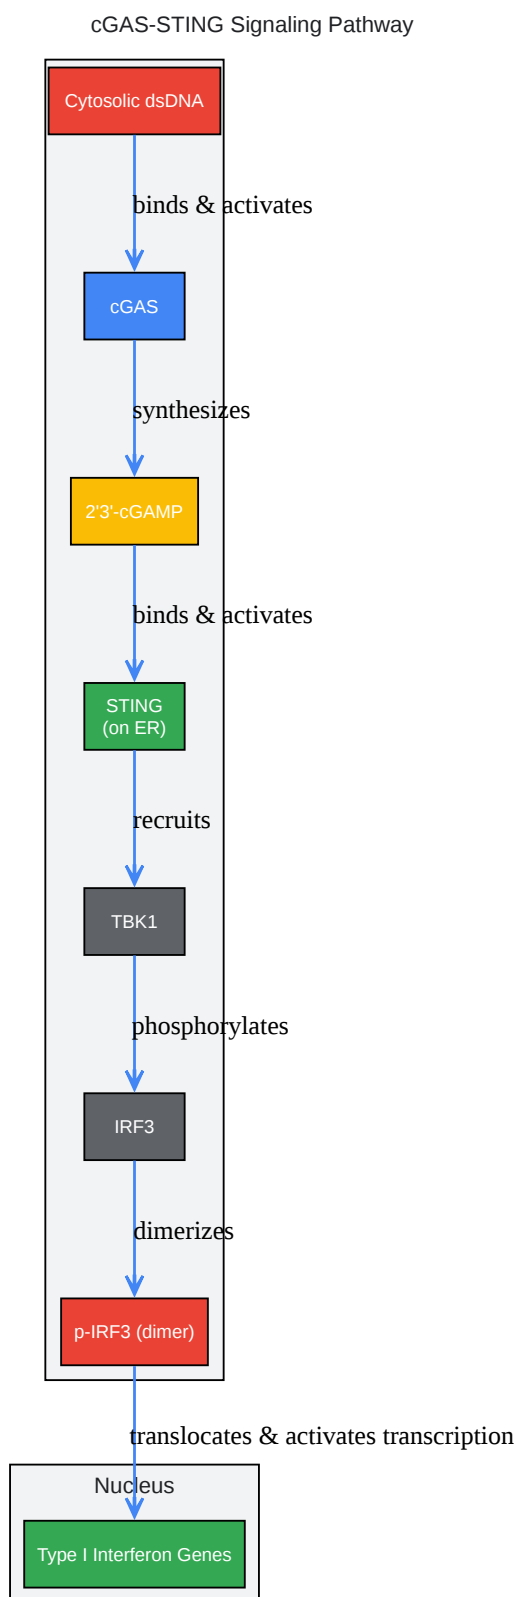 cGAS-STING Signaling Pathway
Cytosolic dsDNA
binds & activates
cGAS
synthesizes
2'3'-cGAMP
binds & activates
STING
(on ER)
recruits
TBK1
phosphorylates
IRF3
dimerizes
p-IRF3 (dimer)
translocates & activates transcription
Nucleus
Type I Interferon Genes